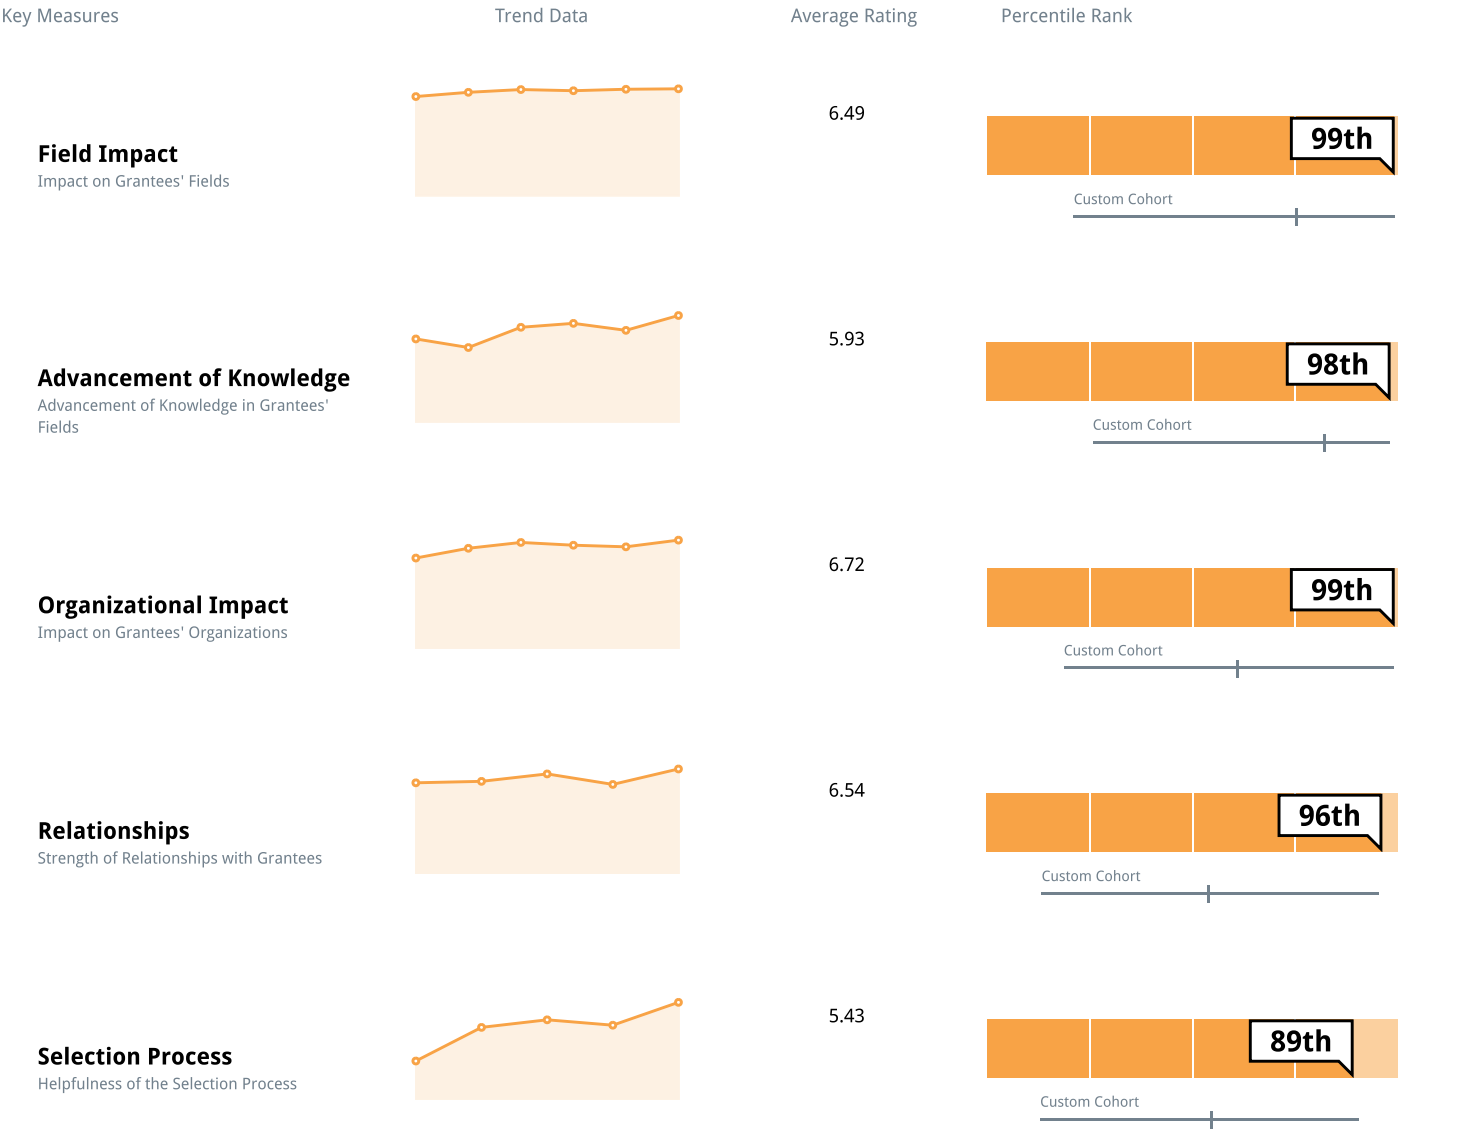 Key Measures
Trend Data
Average Rating
Percentile Rank
Field Impact
Impact on Grantees' Fields
6.49
99th
Custom Cohort
Advancement of Knowledge
Advancement of Knowledge in Grantees'
Fields
5.93
98th
Custom Cohort
Organizational Impact
Impact on Grantees' Organizations
6.72
99th
Custom Cohort
Relationships
Strength of Relationships with Grantees
6.54
96th
Custom Cohort
Selection Process
Helpfulness of the Selection Process
5.43
89th
Custom Cohort